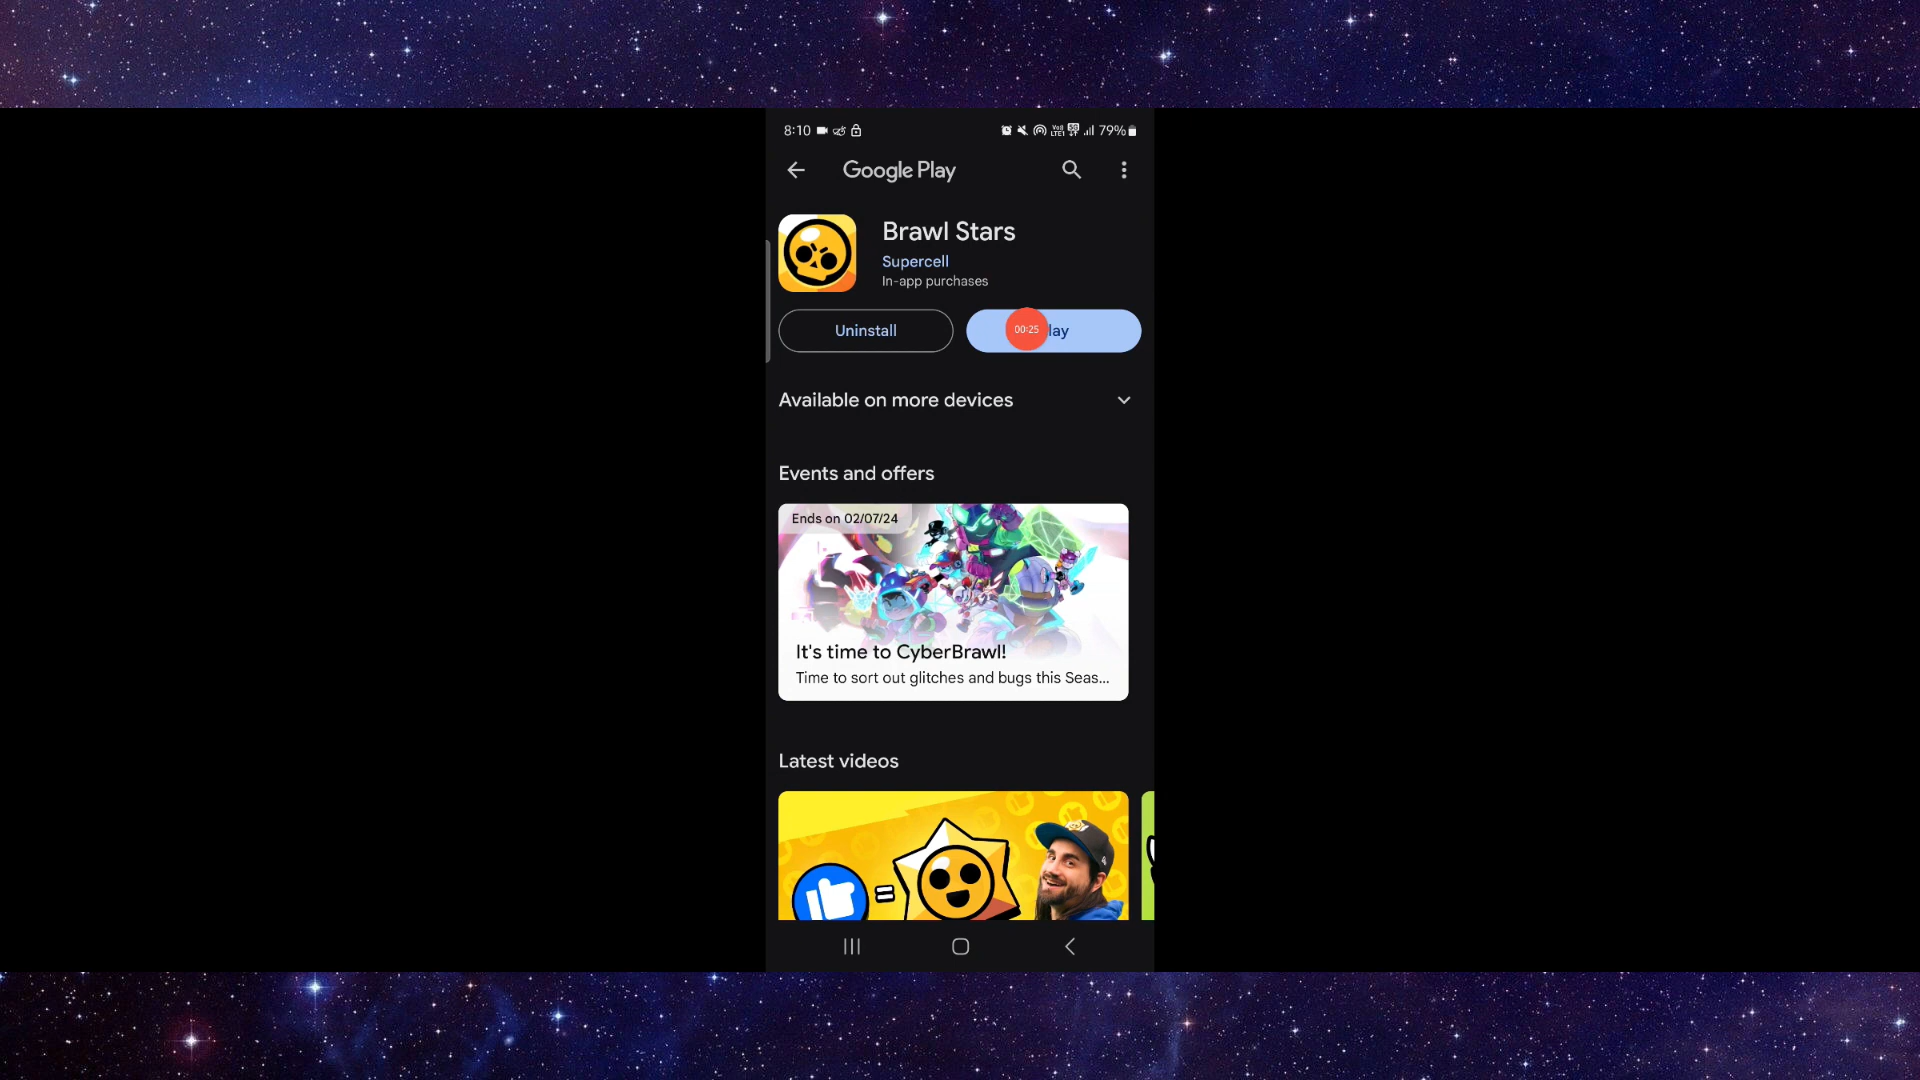 8:10
79%
Google Play
Brawl Stars
Supercell
In-app purchases
Uninstall
00:25
lay
Available on more devices
Events and offers
Ends on 02/07/24
It's time to CyberBrawl!
Time to sort out glitches and bugs this Seas...
Latest videos
=